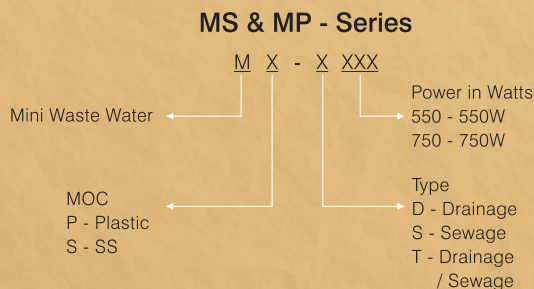 MS & MP - Series
M X - X XXX
Mini Waste Water
Power in Watts
550 - 550W
750 - 750W
MOC
P - Plastic
S - SS
Type
D - Drainage
S - Sewage
T - Drainage
/ Sewage